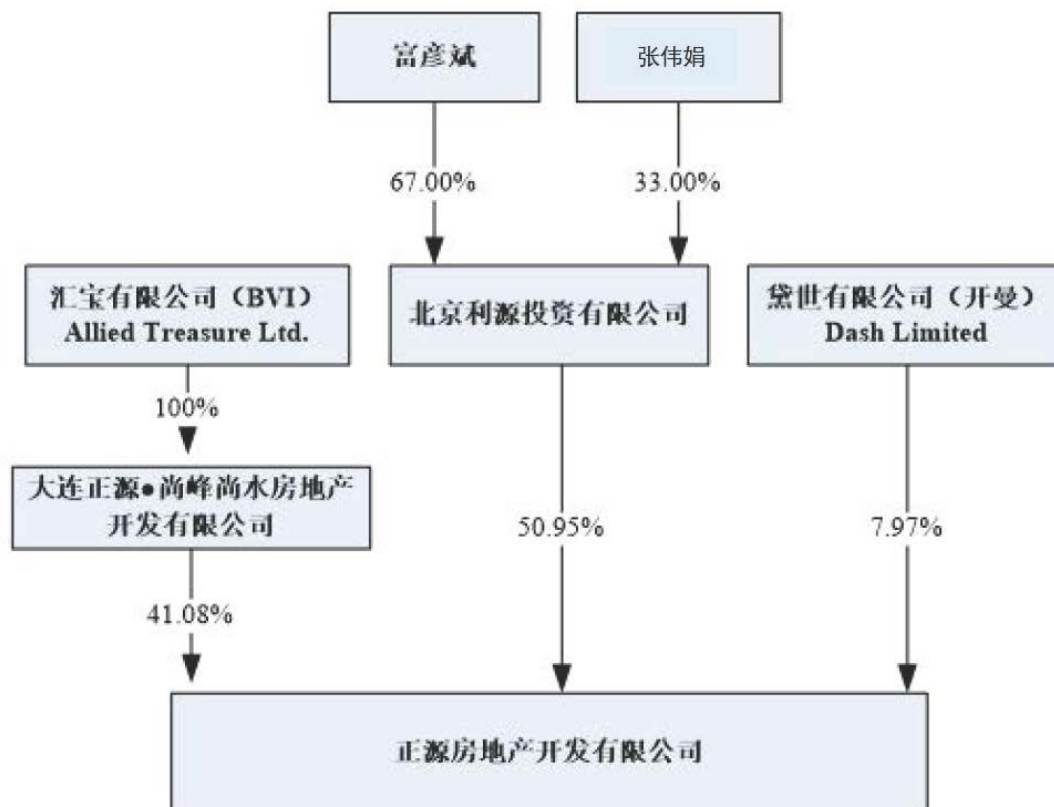 富彦斌
张伟娟
67.00%
33.00%
汇宝有限公司（BVI）
Allied Treasure Ltd.
北京利源投资有限公司
黛世有限公司（开曼）
Dash Limited
100%
大连正源●尚峰尚水房地产
开发有限公司
50.95%
7.97%
41.08%
正源房地产开发有限公司